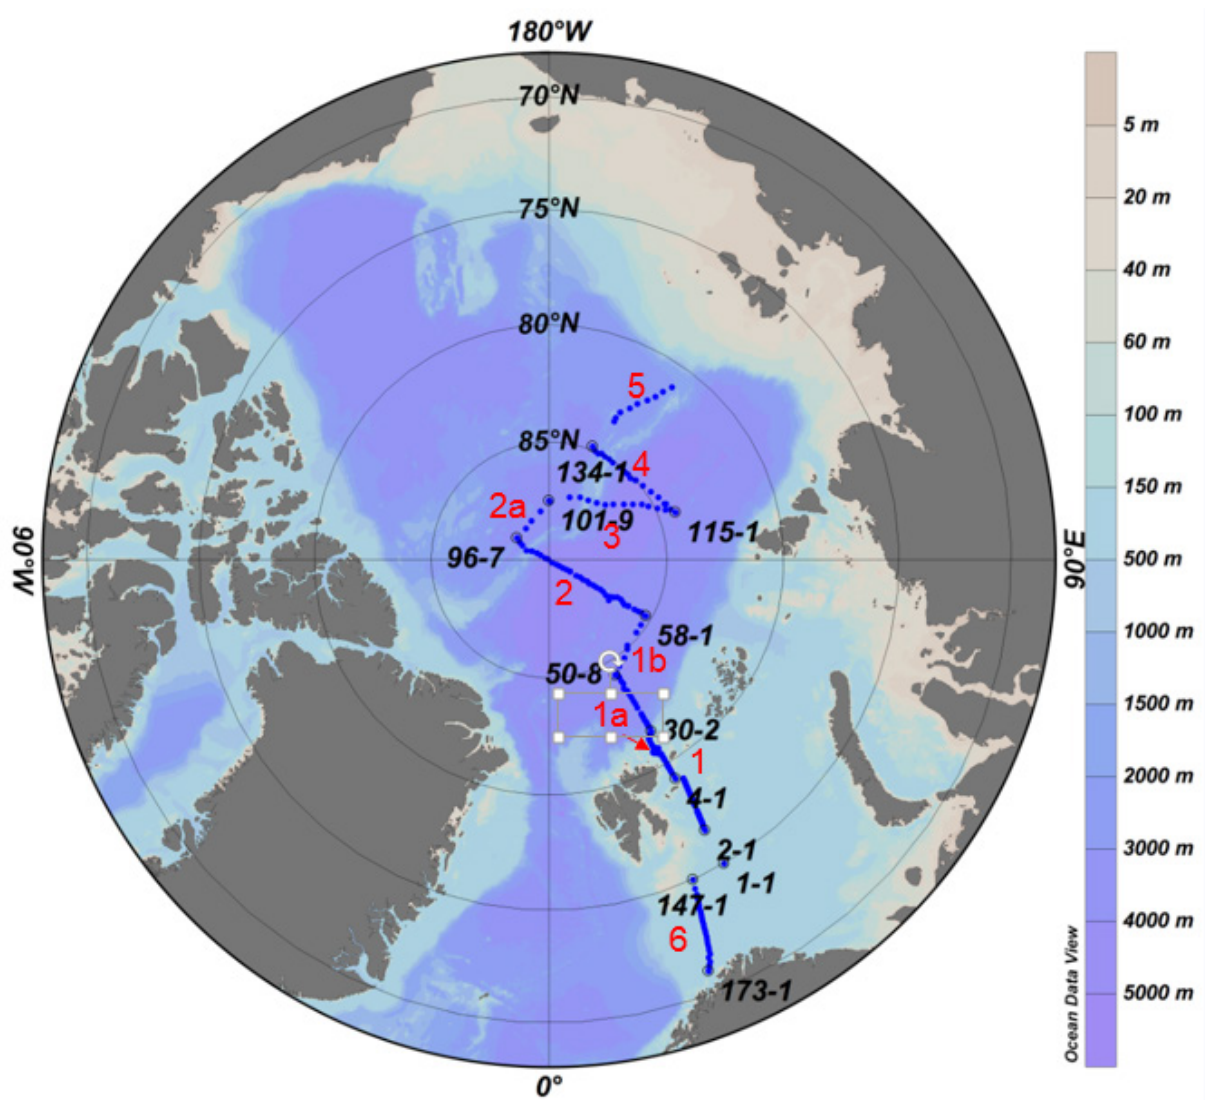 180°W
70°N
75°N
80°N
85°N
5
134-1
4
2a
101-9
3
115-1
96-7
2
58-1
1b
50-8
1a
30-2
1
4-1
2-1
1-1
147-1
6
173-1
90°W
90°E
0°
5 m
20 m
40 m
60 m
100 m
150 m
500 m
1000 m
1500 m
2000 m
3000 m
4000 m
5000 m
Ocean Data View